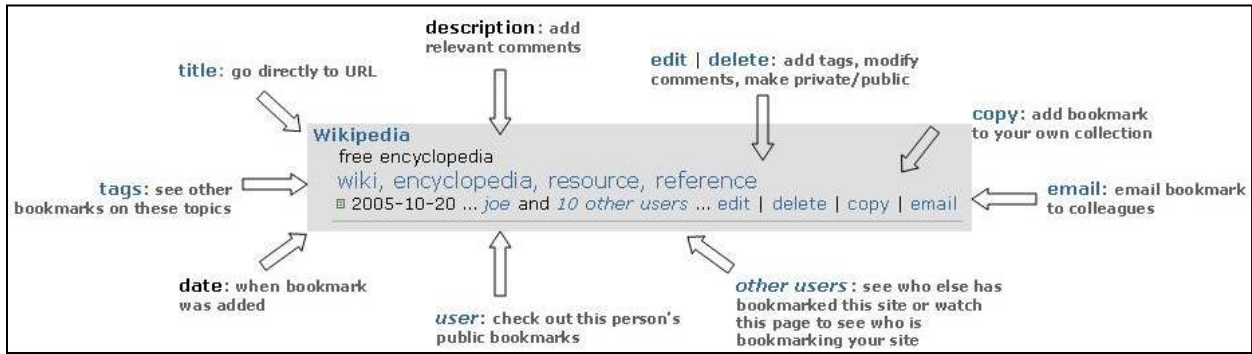 description: add
relevant comments
title: go directly to URL
edit | delete: add tags, modify
comments, make private/public
copy: add bookmark
to your own collection
Wikipedia
free encyclopedia
wiki, encyclopedia, resource, reference
2005-10-20 ... joe and 10 other users ... edit | delete | copy | email
tags: see other
bookmarks on these topics
email: email bookmark
to colleagues
date: when bookmark
was added
user: check out this person's
public bookmarks
other users: see who else has
bookmarked this site or watch
this page to see who is
bookmarking your site